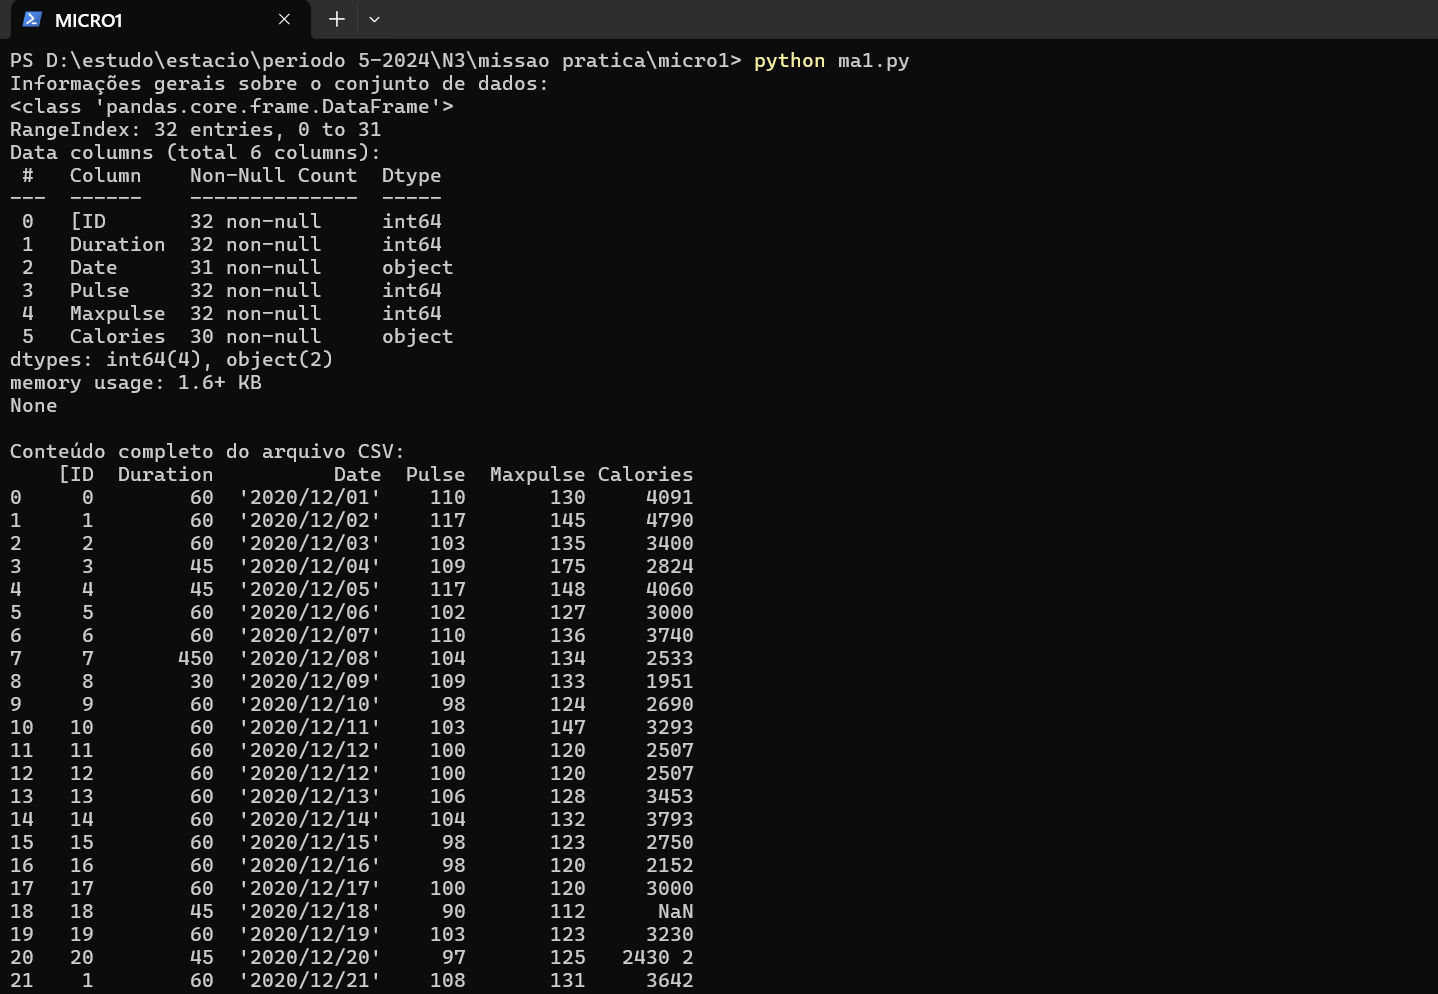 MICRO1
PS D:\estudo\estacio\periodo 5-2024\N3\missao pratica\micro1> python ma1.py
Informações gerais sobre o conjunto de dados:
<class 'pandas.core.frame.DataFrame'>
RangeIndex: 32 entries, 0 to 31
Data columns (total 6 columns):
 #   Column    Non-Null Count  Dtype
---  ------    --------------  -----
 0   [ID       32 non-null     int64
 1   Duration  32 non-null     int64
 2   Date      31 non-null     object
 3   Pulse     32 non-null     int64
 4   Maxpulse  32 non-null     int64
 5   Calories  30 non-null     object
dtypes: int64(4), object(2)
memory usage: 1.6+ KB
None
Conteúdo completo do arquivo CSV:
    [ID  Duration          Date  Pulse  Maxpulse Calories
0     0        60  '2020/12/01'    110       130     4091
1     1        60  '2020/12/02'    117       145     4790
2     2        60  '2020/12/03'    103       135     3400
3     3        45  '2020/12/04'    109       175     2824
4     4        45  '2020/12/05'    117       148     4060
5     5        60  '2020/12/06'    102       127     3000
6     6        60  '2020/12/07'    110       136     3740
7     7       450  '2020/12/08'    104       134     2533
8     8        30  '2020/12/09'    109       133     1951
9     9        60  '2020/12/10'     98       124     2690
10   10        60  '2020/12/11'    103       147     3293
11   11        60  '2020/12/12'    100       120     2507
12   12        60  '2020/12/12'    100       120     2507
13   13        60  '2020/12/13'    106       128     3453
14   14        60  '2020/12/14'    104       132     3793
15   15        60  '2020/12/15'     98       123     2750
16   16        60  '2020/12/16'     98       120     2152
17   17        60  '2020/12/17'    100       120     3000
18   18        45  '2020/12/18'     90       112      NaN
19   19        60  '2020/12/19'    103       123     3230
20   20        45  '2020/12/20'     97       125   2430 2
21    1        60  '2020/12/21'    108       131     3642